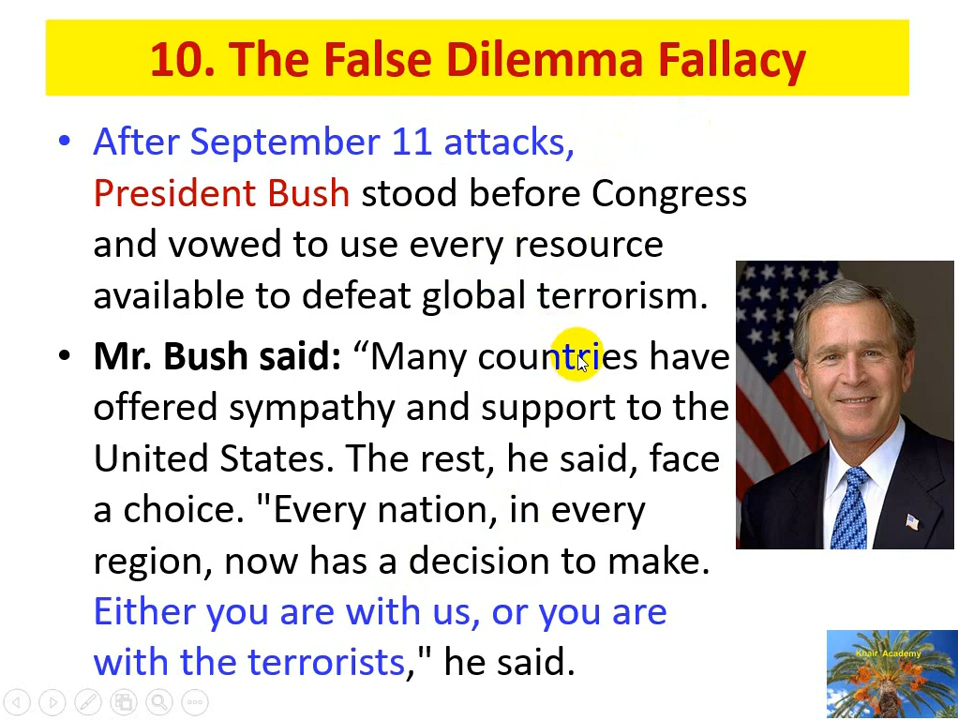 10. The False Dilemma Fallacy
• After September 11 attacks,
President Bush stood before Congress
and vowed to use every resource
available to defeat global terrorism.
• Mr. Bush said: “Many countries have
offered sympathy and support to the
United States. The rest, he said, face
a choice. "Every nation, in every
region, now has a decision to make.
Either you are with us, or you are
with the terrorists," he said.
Khair Academy